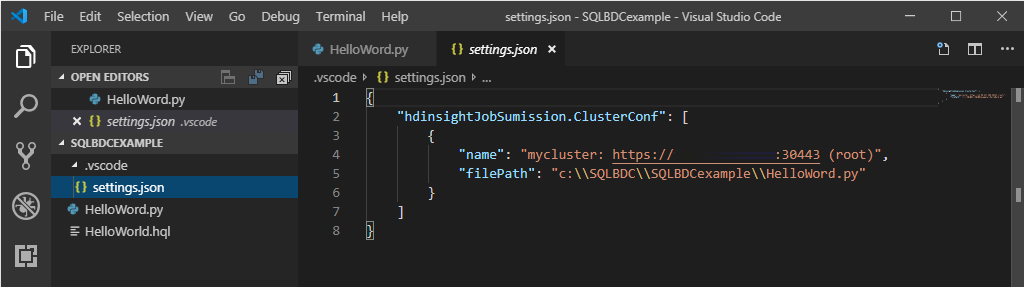 File Edit Selection View Go Debug Terminal Help settings.json - SQLBDCexample - Visual Studio Code
EXPLORER
OPEN EDITORS
HelloWord.py
settings.json .vscode
SQLBDCEXAMPLE
.vscode
settings.json
HelloWord.py
HelloWorld.hql
HelloWord.py settings.json
.vscode settings.json ...
1 {
2 "hdinsightJobSumission.ClusterConf": [
3 {
4 "name": "mycluster: https:// :30443 (root)",
5 "filePath": "c:\\SQLBDC\\SQLBDCexample\\HelloWord.py"
6 }
7 ]
8 }